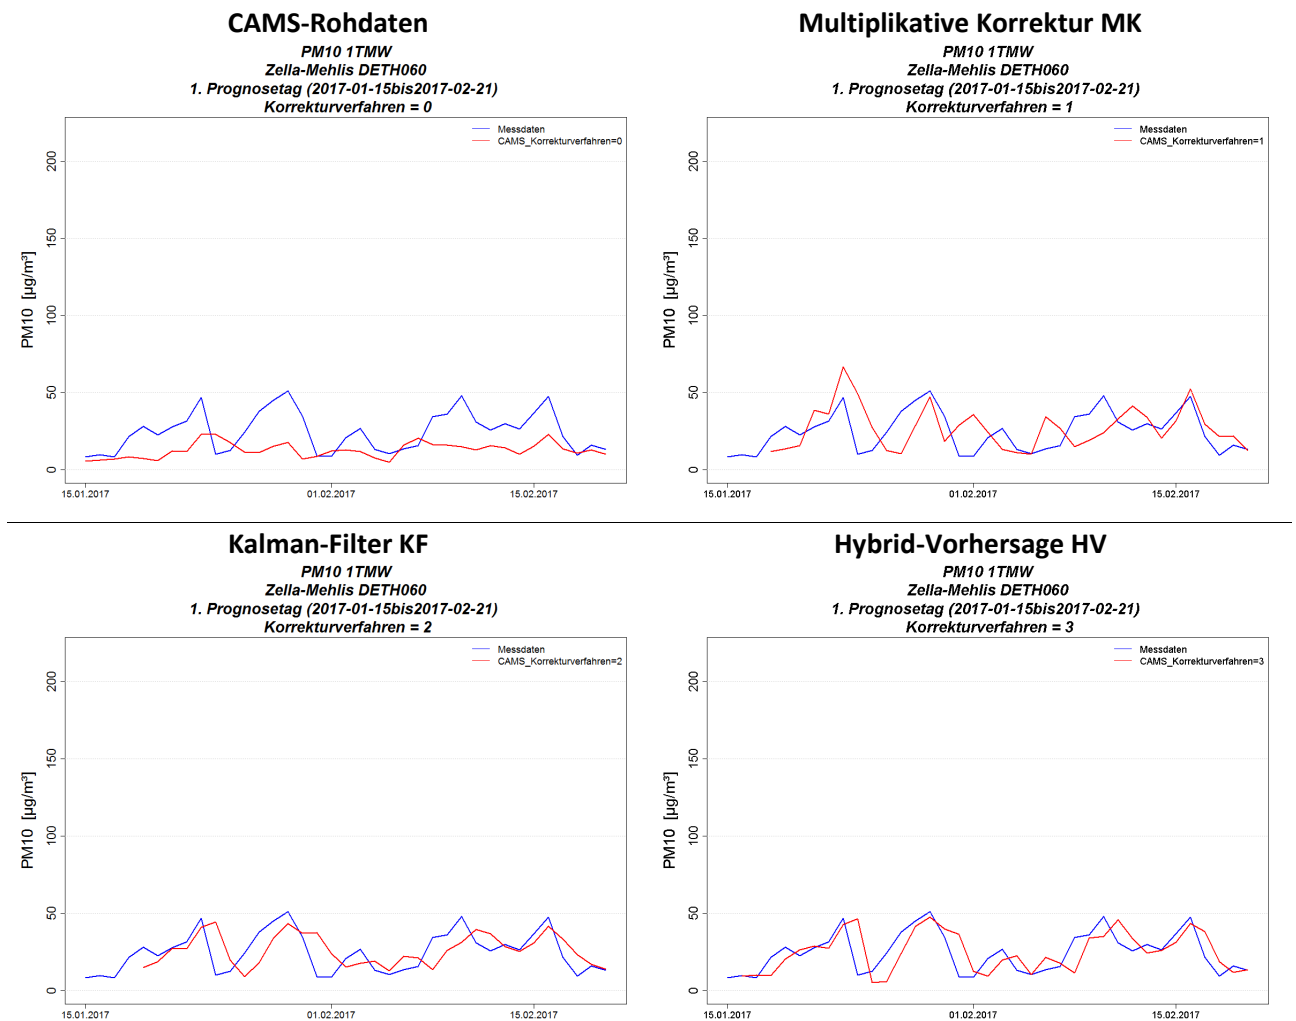 CAMS-Rohdaten
PM10 1TMW
Zella-Mehlis DETH060
1. Prognosetag (2017-01-15bis2017-02-21)
Korrekturverfahren = 0
Messdaten
CAMS_Korrekturverfahren=0
PM10 [µg/m³]
200
150
100
50
0
15.01.2017
01.02.2017
15.02.2017
Multiplikative Korrektur MK
PM10 1TMW
Zella-Mehlis DETH060
1. Prognosetag (2017-01-15bis2017-02-21)
Korrekturverfahren = 1
Messdaten
CAMS_Korrekturverfahren=1
PM10 [µg/m³]
200
150
100
50
0
15.01.2017
01.02.2017
15.02.2017
Kalman-Filter KF
PM10 1TMW
Zella-Mehlis DETH060
1. Prognosetag (2017-01-15bis2017-02-21)
Korrekturverfahren = 2
Messdaten
CAMS_Korrekturverfahren=2
PM10 [µg/m³]
200
150
100
50
0
15.01.2017
01.02.2017
15.02.2017
Hybrid-Vorhersage HV
PM10 1TMW
Zella-Mehlis DETH060
1. Prognosetag (2017-01-15bis2017-02-21)
Korrekturverfahren = 3
Messdaten
CAMS_Korrekturverfahren=3
PM10 [µg/m³]
200
150
100
50
0
15.01.2017
01.02.2017
15.02.2017